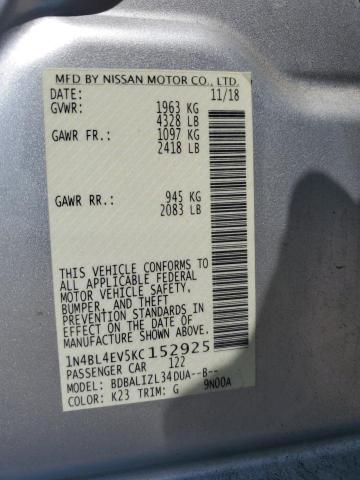 MFD BY NISSAN MOTOR CO., LTD.
DATE: 11/18
GVWR: 1963 KG
4328 LB
GAWR FR.: 1097 KG
2418 LB
GAWR RR.: 945 KG
2083 LB
THIS VEHICLE CONFORMS TO
ALL APPLICABLE FEDERAL
MOTOR VEHICLE SAFETY,
BUMPER, AND THEFT
PREVENTION STANDARDS
IN EFFECT ON THE DATE OF
MANUFACTURE SHOWN ABOVE.
1N4BL4EV5KC152925
PASSENGER CAR 122
MODEL: BDBALIZL34DUA--B--
COLOR: K23 TRIM: G 9N00A